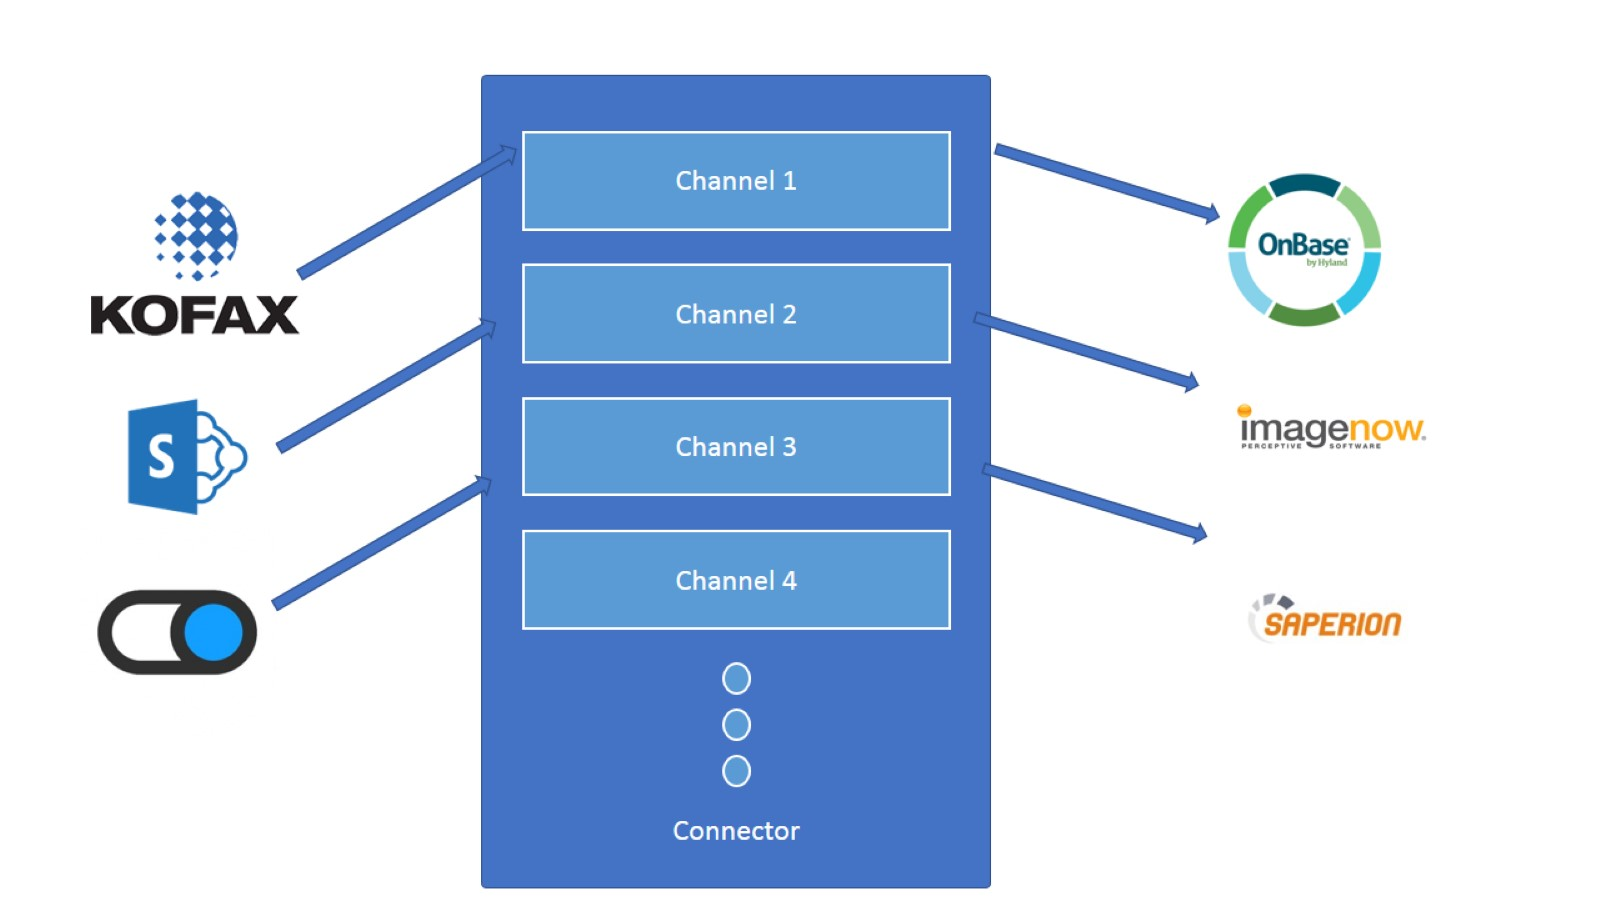 Channel 1
Channel 2
Channel 3
Channel 4
Connector
KOFAX
S
OnBase®
by Hyland
imagenow®
PERCEPTIVE SOFTWARE
SAPERION